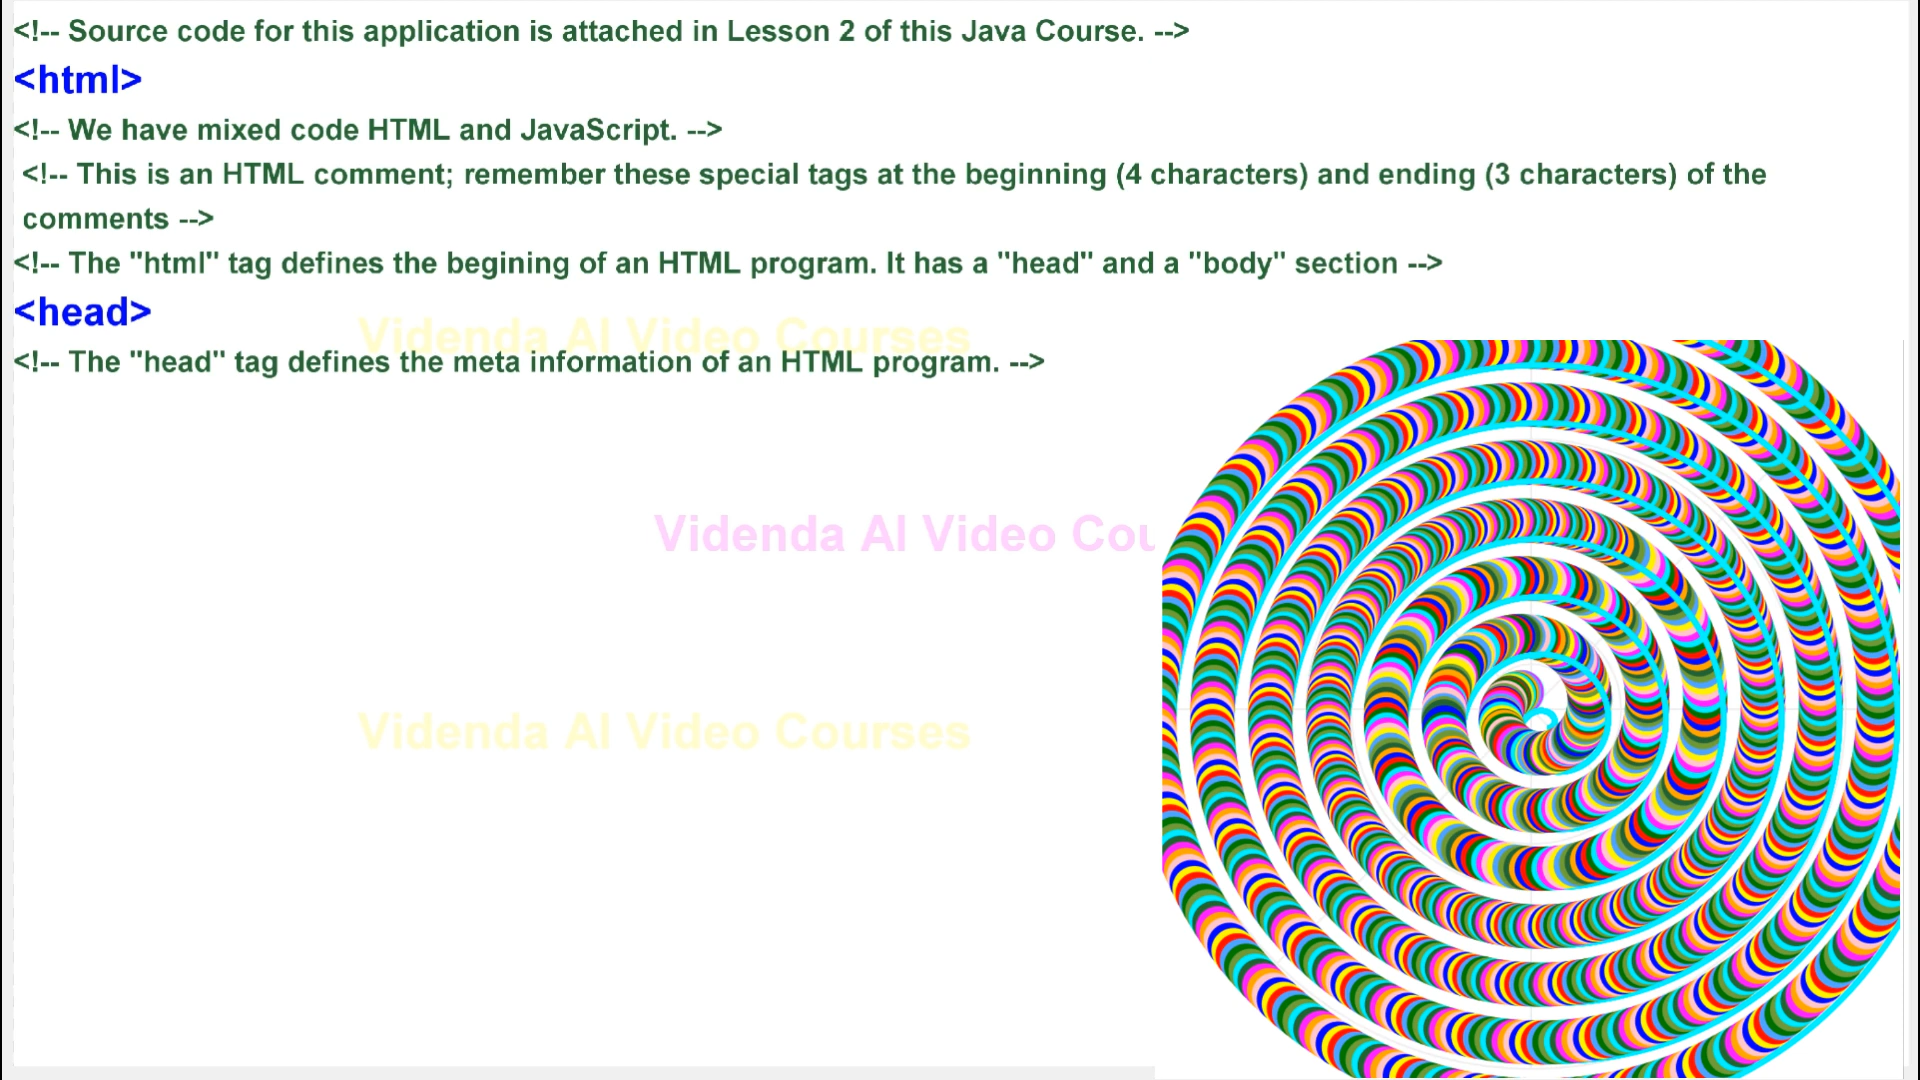 <!-- Source code for this application is attached in Lesson 2 of this Java Course. -->
<html>
<!-- We have mixed code HTML and JavaScript. -->
<!-- This is an HTML comment; remember these special tags at the beginning (4 characters) and ending (3 characters) of the
comments -->
<!-- The "html" tag defines the begining of an HTML program. It has a "head" and a "body" section -->
<head>
Videnda AI Video Courses
<!-- The "head" tag defines the meta information of an HTML program. -->
Videnda AI Video Cou
Videnda AI Video Courses